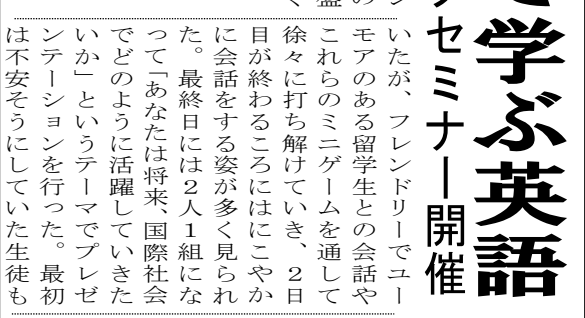 学ぶ英語
セミナー開催
いたが、フレンドリーでユー
モアのある留学生との会話や
これらのミニゲームを通して
徐々に打ち解けていき、2日
目が終わるころにはにこやか
に会話をする姿が多く見られ
た。最終日には2人1組にな
って「あなたは将来、国際社会
でどのように活躍していきた
いか」というテーマでプレゼ
ンテーションを行った。最初
は不安そうにしていた生徒も